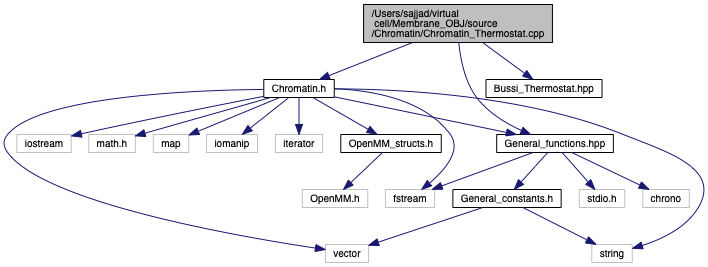 /Users/sajjad/virtual
cell/Membrane_OBJ/source
/Chromatin/Chromatin_Thermostat.cpp
Chromatin.h
Bussi_Thermostat.hpp
iostream
math.h
map
iomanip
iterator
OpenMM_structs.h
General_functions.hpp
OpenMM.h
fstream
General_constants.h
stdio.h
chrono
vector
string